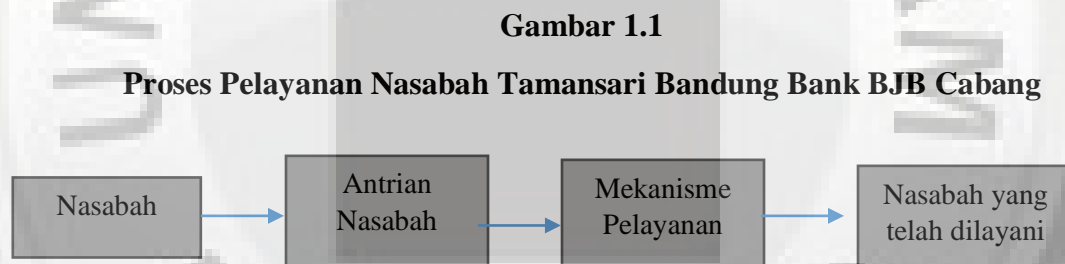 Gambar 1.1
Proses Pelayanan Nasabah Tamansari Bandung Bank BJB Cabang
Nasabah
Antrian
Nasabah
Mekanisme
Pelayanan
Nasabah yang
telah dilayani